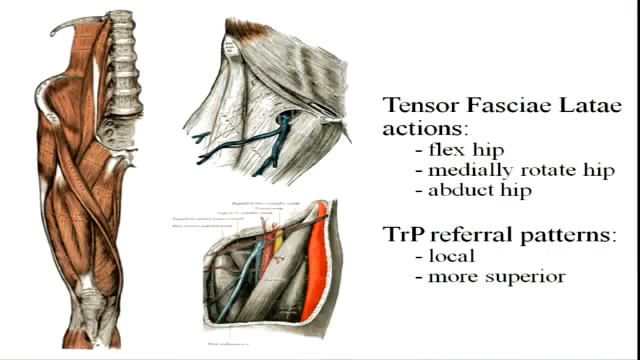 Tensor Fasciae Latae
actions:
- flex hip
- medially rotate hip
- abduct hip
TrP referral patterns:
- local
- more superior